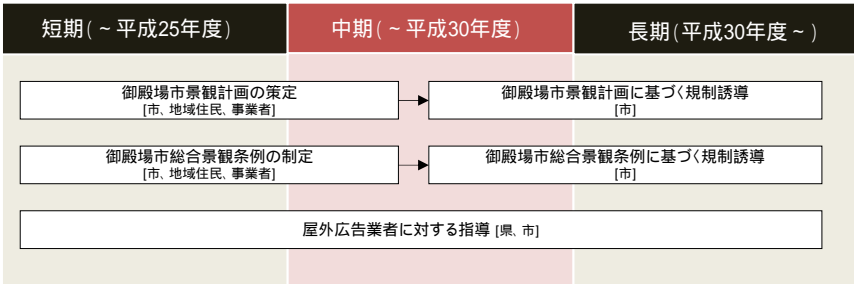 短期(~平成25年度)
中期(~平成30年度)
長期(平成30年度~)
御殿場市景観計画の策定
[市、地域住民、事業者]
御殿場市景観計画に基づく規制誘導
[市]
御殿場市総合景観条例の制定
[市、地域住民、事業者]
御殿場市総合景観条例に基づく規制誘導
[市]
屋外広告業者に対する指導 [県、市]